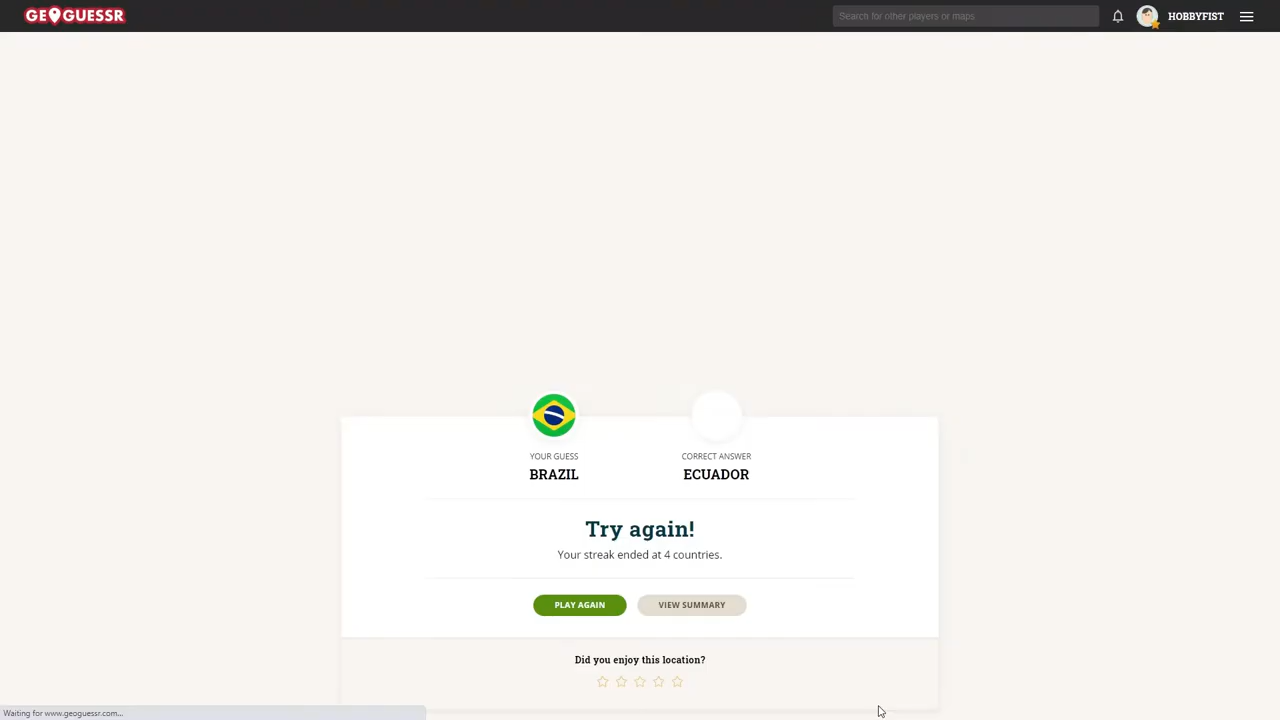 GEOGUESSR
Search for other players or maps
HOBBYFIST
YOUR GUESS
BRAZIL
CORRECT ANSWER
ECUADOR
Try again!
Your streak ended at 4 countries.
PLAY AGAIN
VIEW SUMMARY
Did you enjoy this location?
Waiting for www.geoguessr.com...